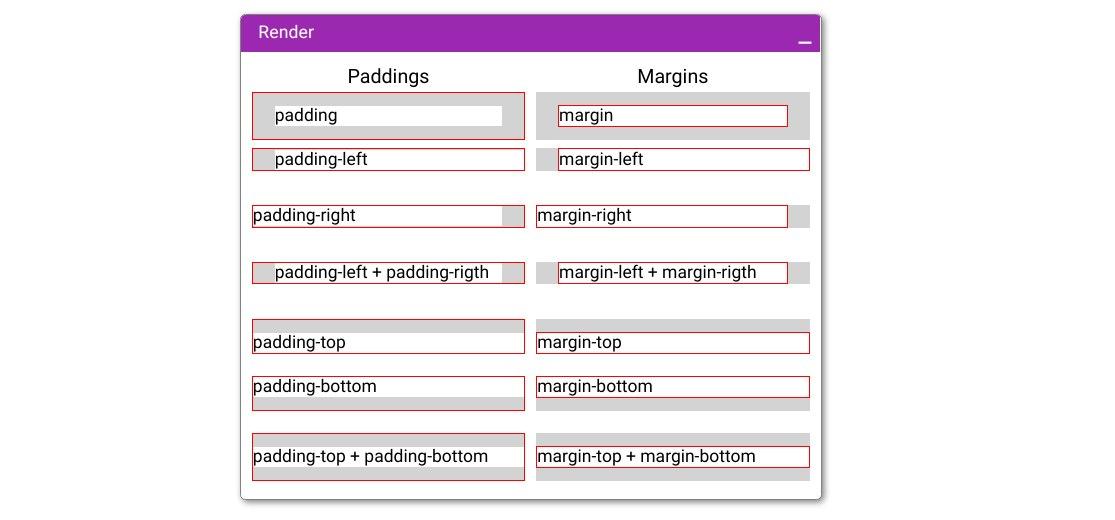 Render
Paddings Margins
padding margin
padding-left margin-left
padding-right margin-right
padding-left + padding-rigth margin-left + margin-rigth
padding-top margin-top
padding-bottom margin-bottom
padding-top + padding-bottom margin-top + margin-bottom